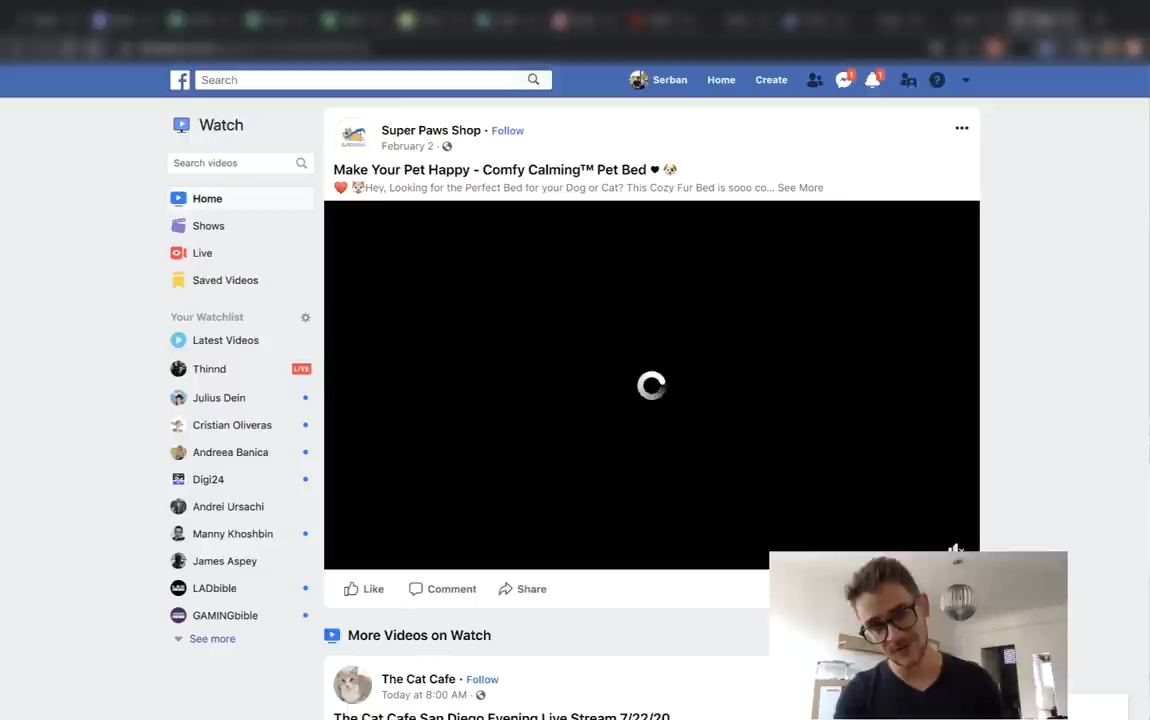 Search
Serban
Home
Create
1
1
Watch
Search videos
Home
Shows
Live
Saved Videos
Your Watchlist
Latest Videos
Thinnd
LIVE
Julius Dein
Cristian Oliveras
Andreea Banica
Digi24
Andrei Ursachi
Manny Khoshbin
James Aspey
LADbible
GAMINGbible
See more
Super Paws Shop · Follow
February 2 ·
Make Your Pet Happy - Comfy Calming™ Pet Bed ♥ 🐶
❤️ 🐶Hey, Looking for the Perfect Bed for your Dog or Cat? This Cozy Fur Bed is sooo co... See More
Like
Comment
Share
More Videos on Watch
The Cat Cafe · Follow
Today at 8:00 AM ·
The Cat Cafe San Diego Evening Live Stream 7/22/20